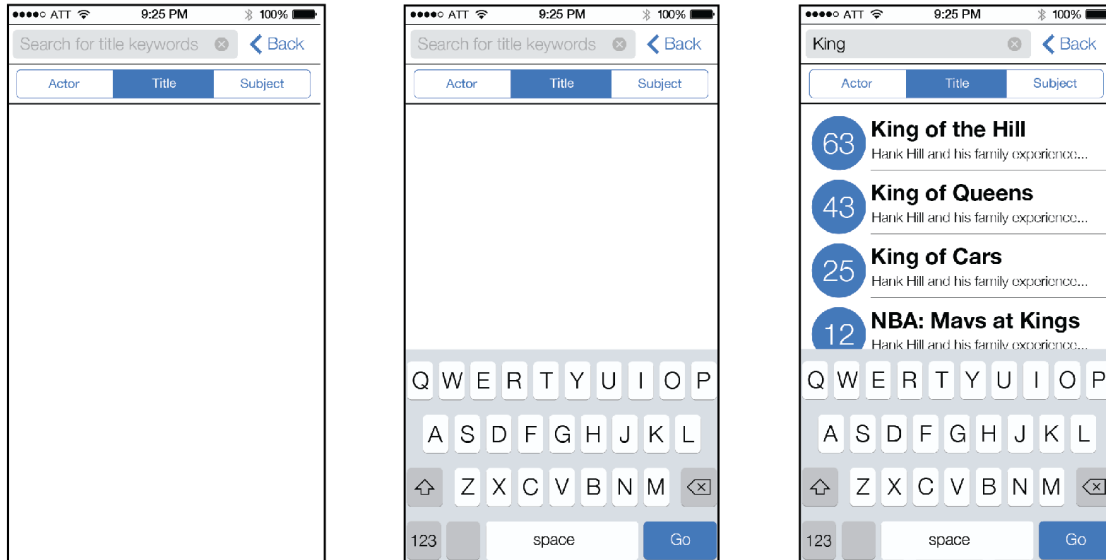 ATT 9:25 PM 100%
Search for title keywords Back
Actor Title Subject
ATT 9:25 PM 100%
Search for title keywords Back
Actor Title Subject
Q W E R T Y U I O P
A S D F G H J K L
Z X C V B N M
123 space Go
ATT 9:25 PM 100%
King Back
Actor Title Subject
63 King of the Hill
Hank Hill and his family experience...
43 King of Queens
Hank Hill and his family experience...
25 King of Cars
Hank Hill and his family experience...
12 NBA: Mavs at Kings
Hank Hill and his family experience...
Q W E R T Y U I O P
A S D F G H J K L
Z X C V B N M
123 space Go